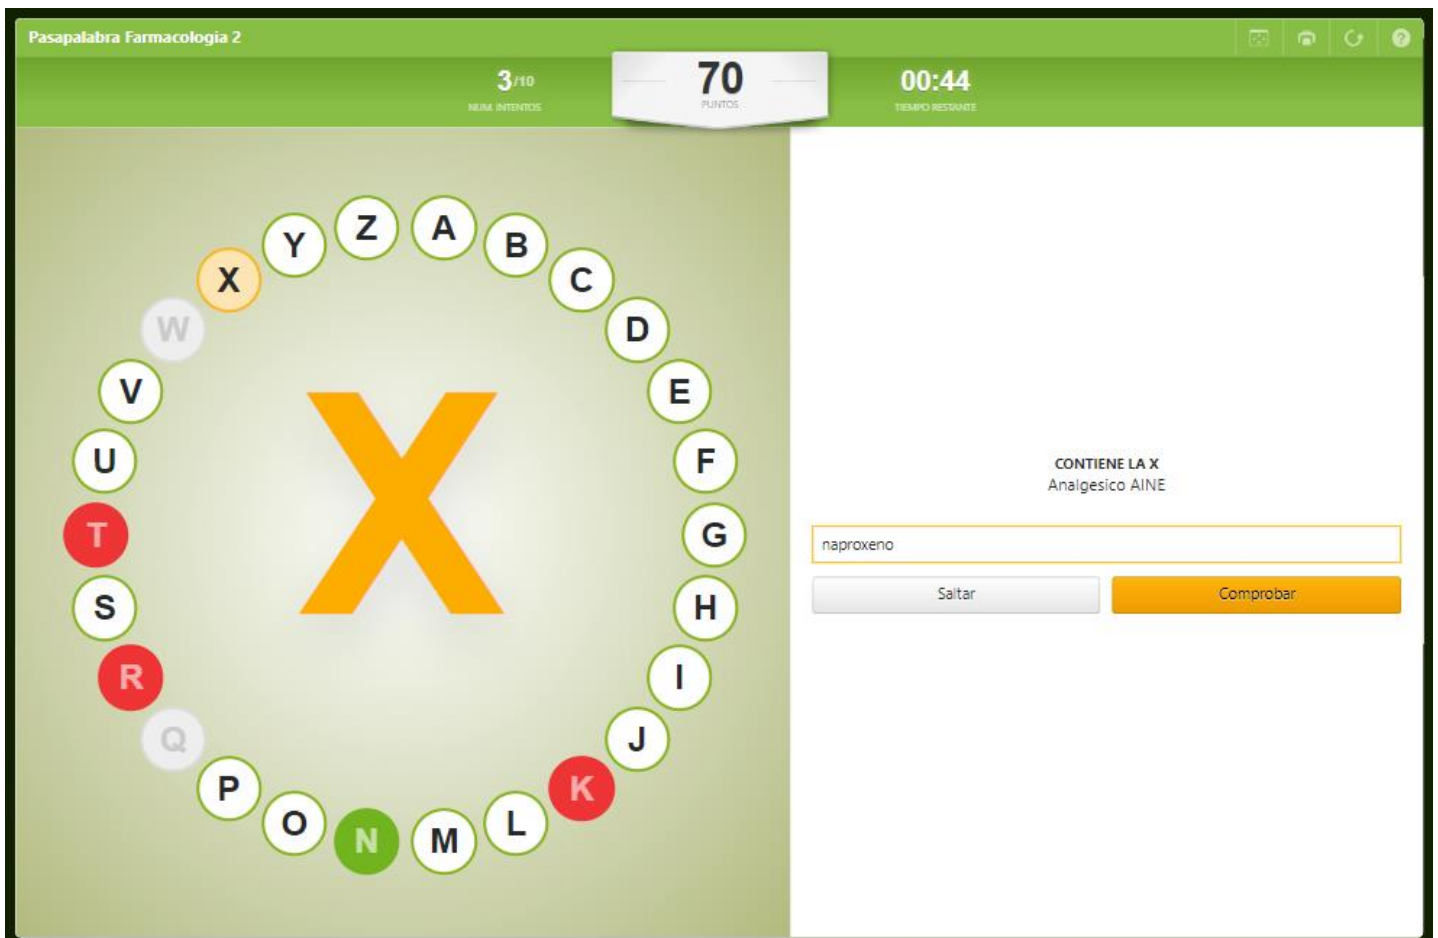 Pasapalabra Farmacologia 2
3/10
NUM. INTENTOS
70
PUNTOS
00:44
TIEMPO RESTANTE
A
B
C
D
E
F
G
H
I
J
K
L
M
N
O
P
Q
R
S
T
U
V
W
X
Y
Z
X
CONTIENE LA X
Analgesico AINE
naproxeno
Saltar
Comprobar